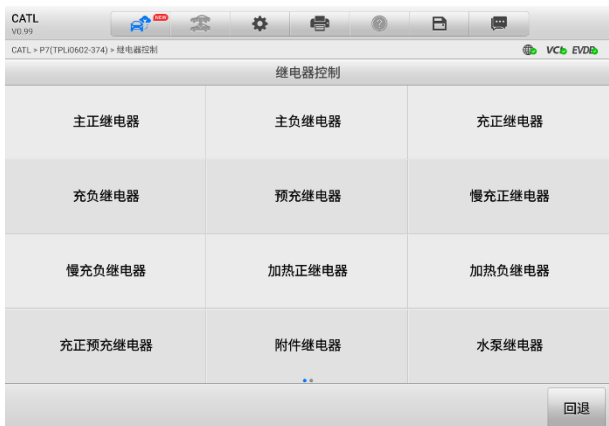 CATL
V0.99
NEW
CATL > P7(TPLi0602-374) > 继电器控制
VCI EVDB
继电器控制
主正继电器 主负继电器 充正继电器
充负继电器 预充继电器 慢充正继电器
慢充负继电器 加热正继电器 加热负继电器
充正预充继电器 附件继电器 水泵继电器
回退